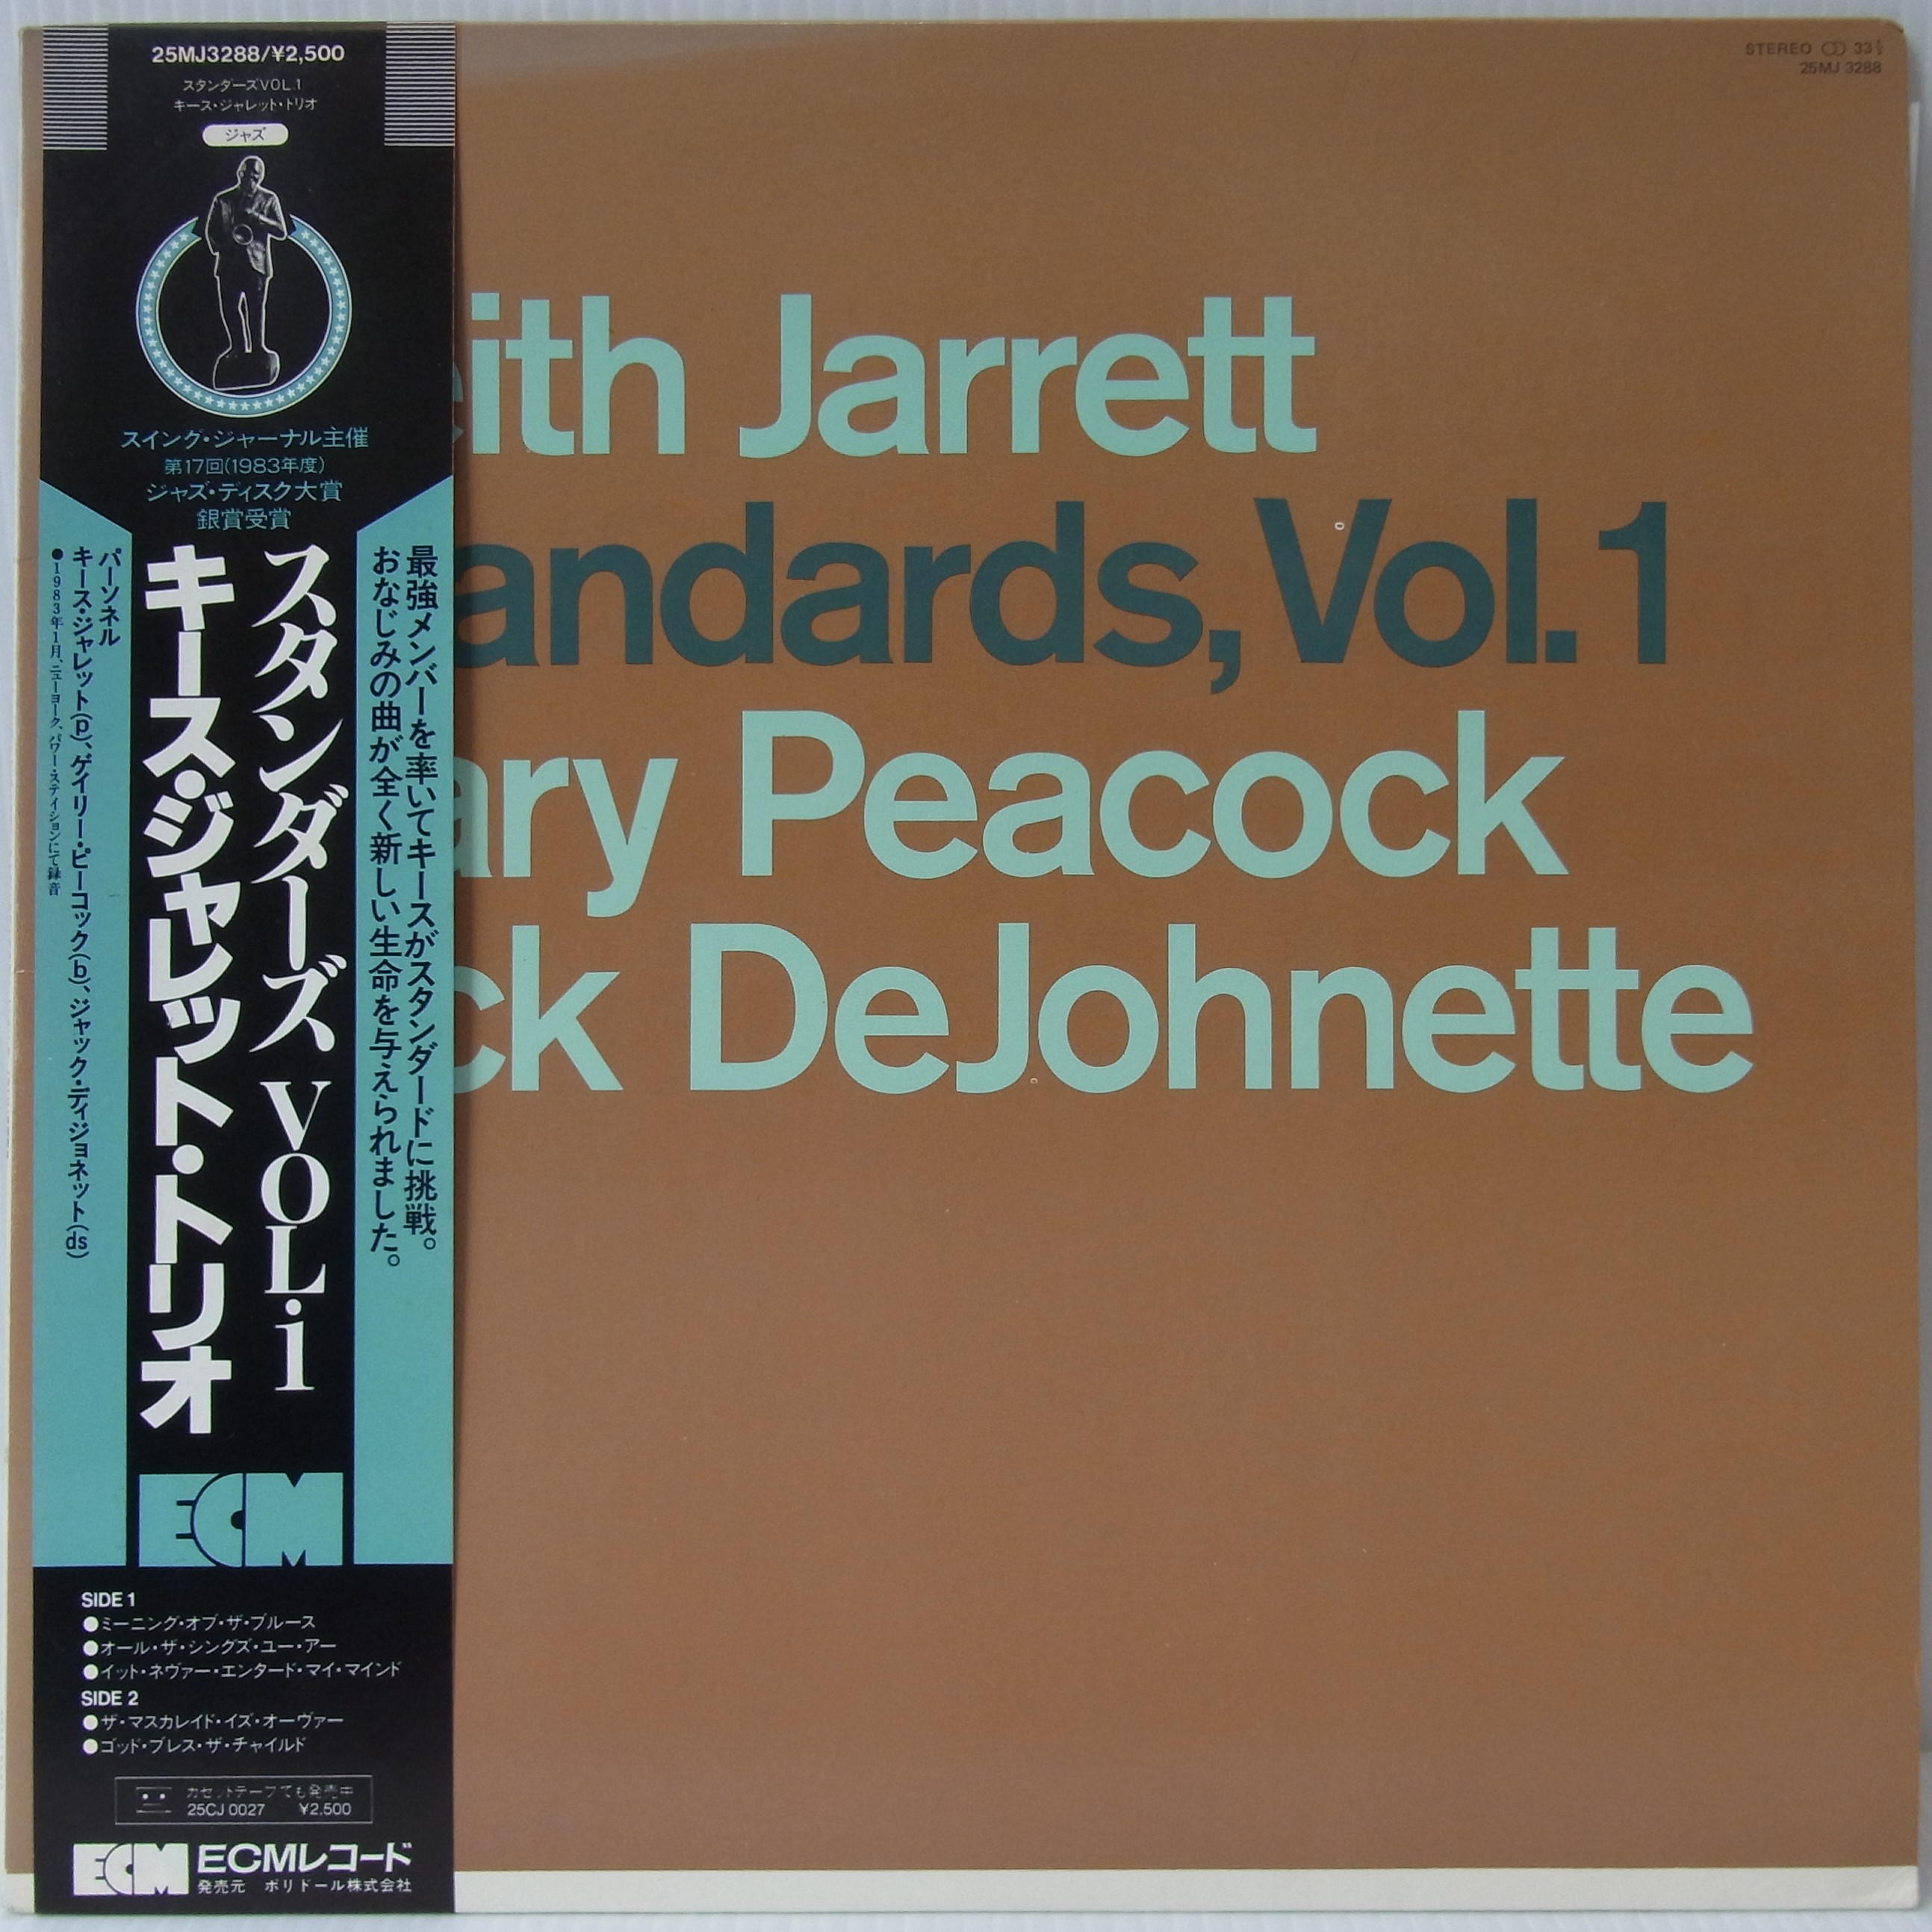 25MJ3288/¥2,500
スタンダーズVOL.1
キース・ジャレット・トリオ
ジャズ
スイング・ジャーナル主催
第17回(1983年度)
ジャズ・ディスク大賞
銀賞受賞
最強メンバーを率いてキースがスタンダードに挑戦。
おなじみの曲が全く新しい生命を与えられました。
スタンダーズ VOL.1
キース・ジャレット・トリオ
パーソネル
キース・ジャレット(p)、ゲイリー・ピーコック(b)、ジャック・ディジョネット(ds)
●1983年1月、ニューヨーク、パワー・ステイションにて録音
ECM
SIDE 1
●ミーニング・オブ・ザ・ブルース
●オール・ザ・シングズ・ユー・アー
●イット・ネヴァー・エンタード・マイ・マインド
SIDE 2
●ザ・マスカレイド・イズ・オーヴァー
●ゴッド・ブレス・ザ・チャイルド
カセットテープでも発売中
25CJ 0027 ¥2,500
ECM ECMレコード
発売元 ポリドール株式会社
STEREO 33⅓
25MJ 3288
eith Jarrett
andards, Vol. 1
ary Peacock
ck DeJohnette